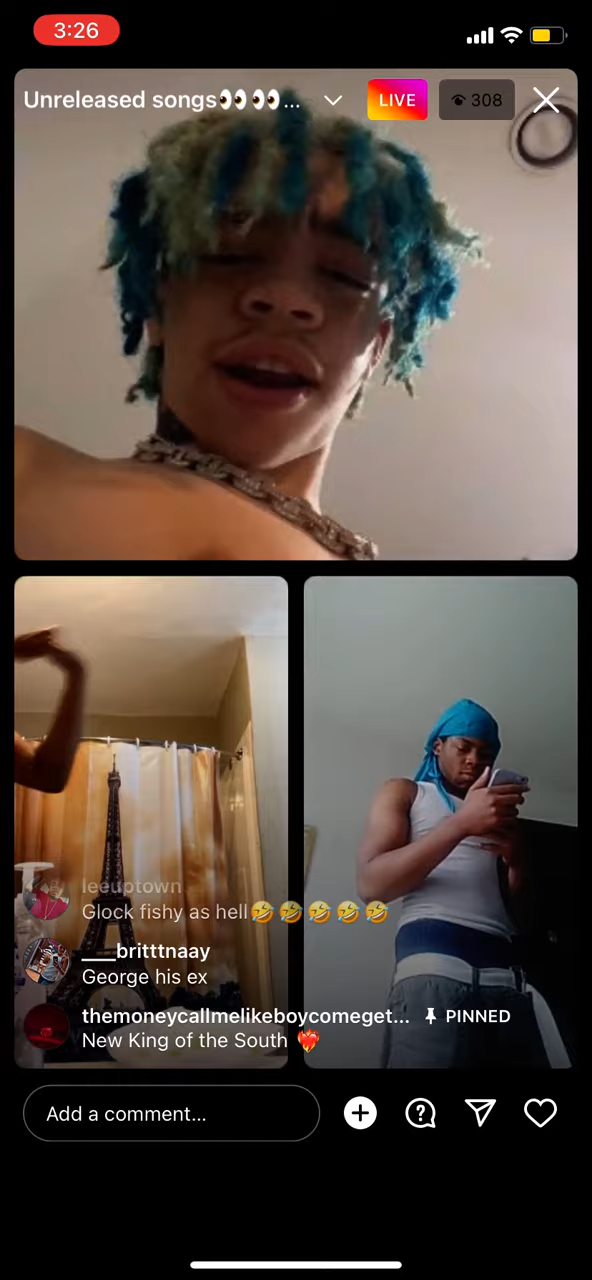 3:26
Unreleased songs👀👀...
LIVE
308
leeuptown
Glock fishy as hell🤣🤣🤣🤣🤣
___britttnaay
George his ex
themoneycallmelikeboycomeget... PINNED
New King of the South ❤️‍🔥
Add a comment...